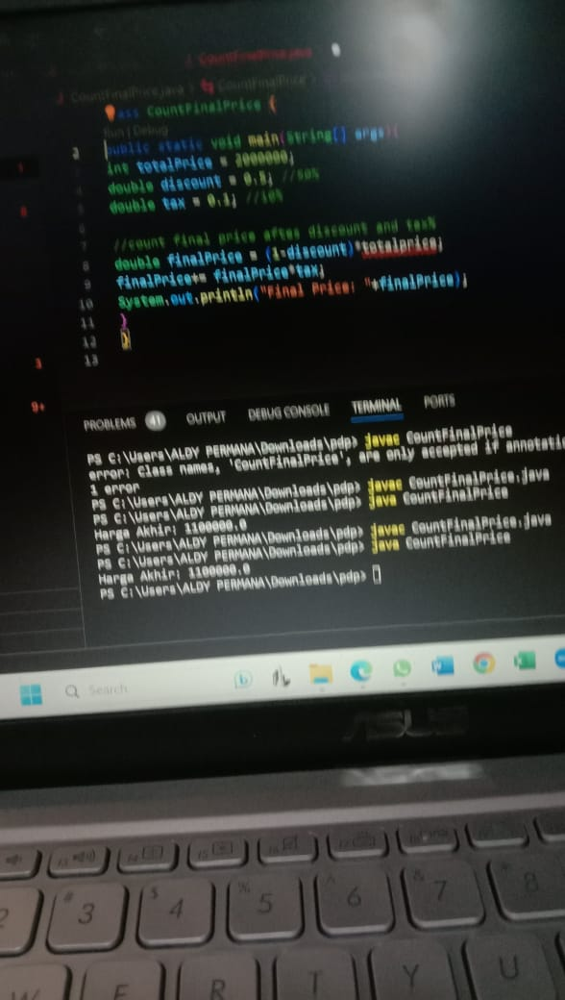 CountFinalPrice.java
CountFinalPrice.java > CountFinalPrice >
CountFinalPrice {
Run | Debug
2 public static void main(String[] args){
int totalPrice = 2000000;
double discount = 0.5; //50%
5 double tax = 0.1; //10%
6
7 //count final price after discount and tax%
8 double finalPrice = (1-discount)*totalprice;
9 finalPrice+= finalPrice*tax;
10 System.out.println("Final Price: "+finalPrice);
11 }
12 }
13
3
9+
PROBLEMS 41 OUTPUT DEBUG CONSOLE TERMINAL PORTS
PS C:\Users\ALDY PERMANA\Downloads\pdp> javac CountFinalPrice
error: Class names, 'CountFinalPrice', are only accepted if annotatio
1 error
PS C:\Users\ALDY PERMANA\Downloads\pdp> javac CountFinalPrice.java
PS C:\Users\ALDY PERMANA\Downloads\pdp> java CountFinalPrice
Harga Akhir: 1100000.0
PS C:\Users\ALDY PERMANA\Downloads\pdp> javac CountFinalPrice.java
PS C:\Users\ALDY PERMANA\Downloads\pdp> java CountFinalPrice
Harga Akhir: 1100000.0
PS C:\Users\ALDY PERMANA\Downloads\pdp>
Search
ASUS
# $ % ^ & *
2 3 4 5 6 7 8
W E R T Y U